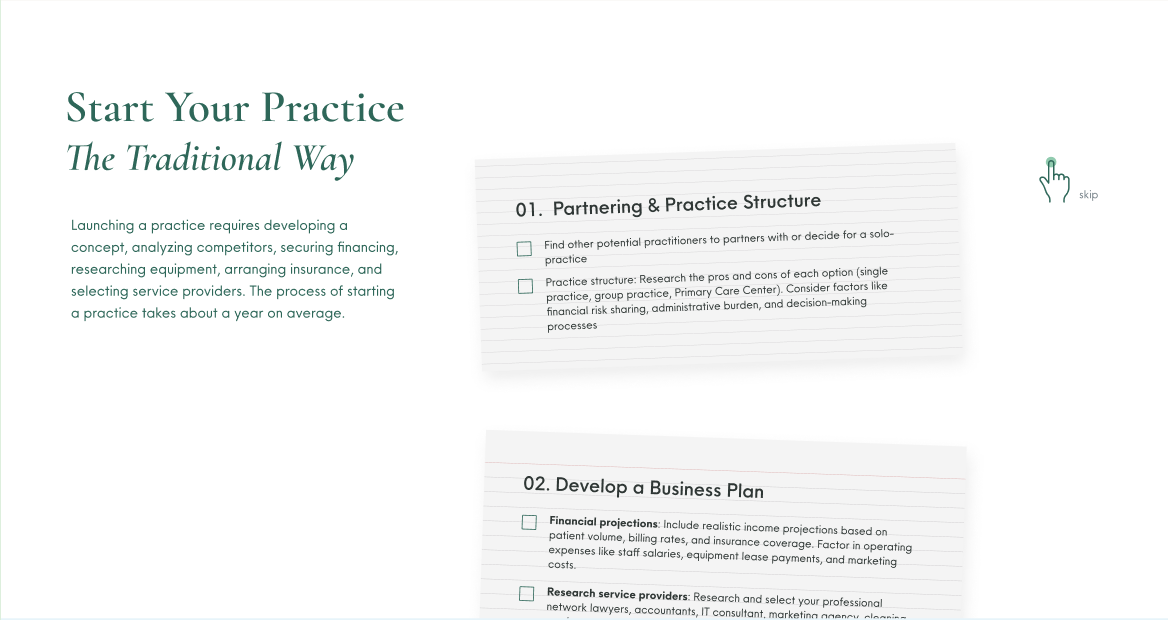 Start Your Practice
The Traditional Way
Launching a practice requires developing a
concept, analyzing competitors, securing financing,
researching equipment, arranging insurance, and
selecting service providers. The process of starting
a practice takes about a year on average.
skip
01. Partnering & Practice Structure
Find other potential practitioners to partners with or decide for a solo-
practice
Practice structure: Research the pros and cons of each option (single
practice, group practice, Primary Care Center). Consider factors like
financial risk sharing, administrative burden, and decision-making
processes
02. Develop a Business Plan
Financial projections: Include realistic income projections based on
patient volume, billing rates, and insurance coverage. Factor in operating
expenses like staff salaries, equipment lease payments, and marketing
costs.
Research service providers: Research and select your professional
network lawyers, accountants, IT consultant, marketing agency, cleaning